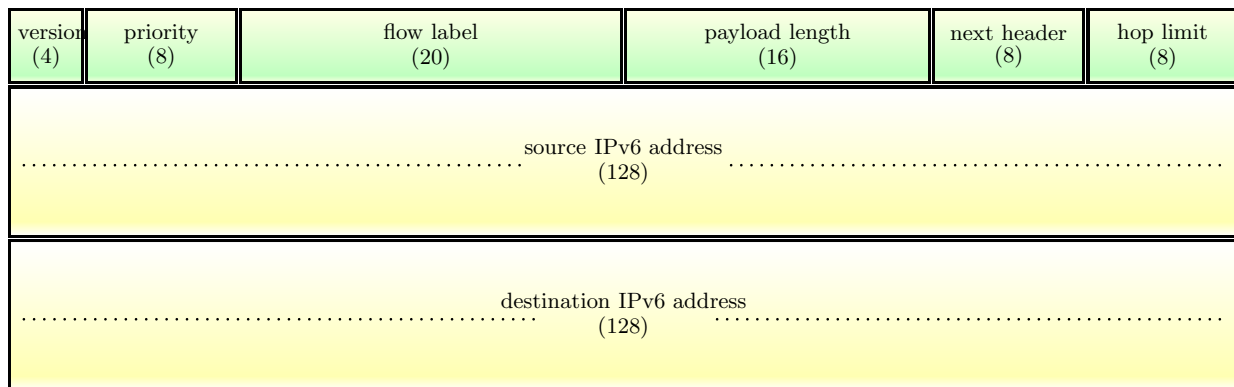 version priority flow label payload length next header hop limit
(4) (8) (20) (16) (8) (8)
source IPv6 address
(128)
destination IPv6 address
(128)